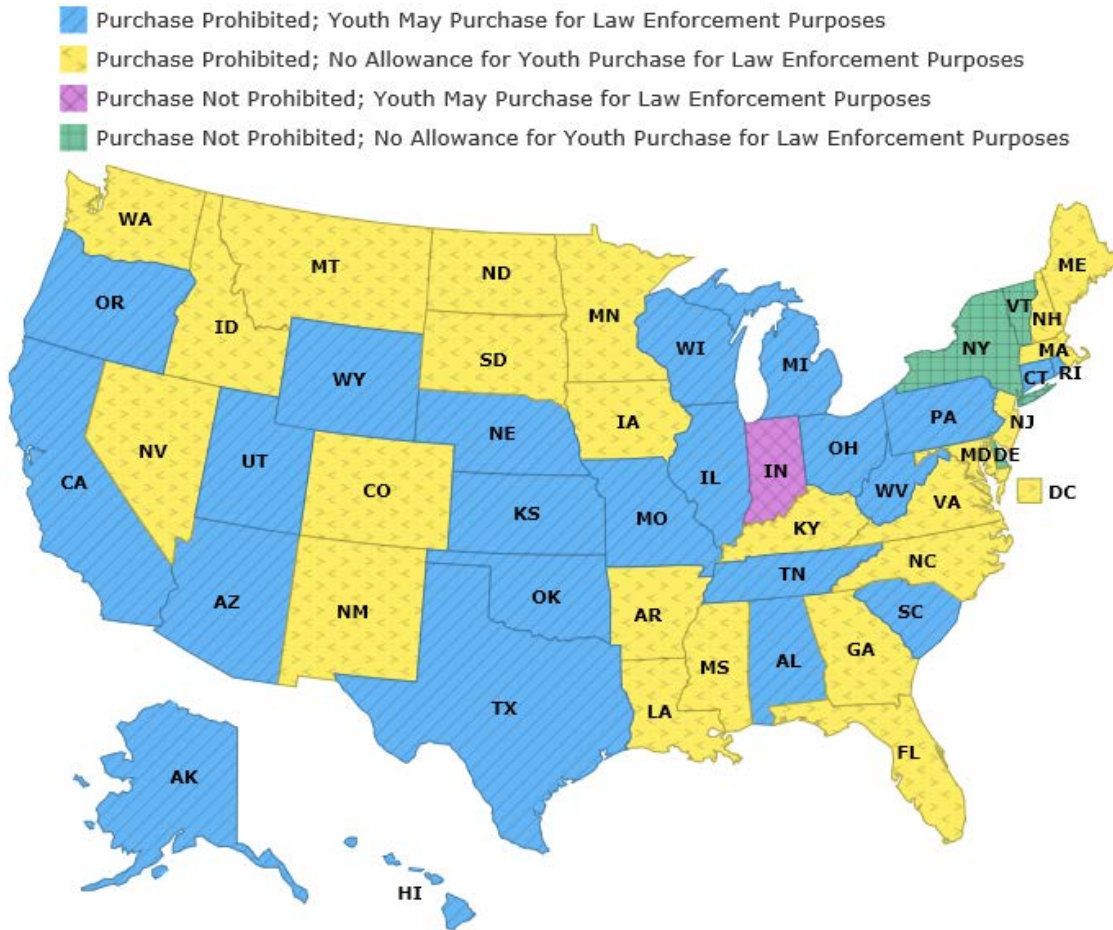 Purchase Prohibited; Youth May Purchase for Law Enforcement Purposes
Purchase Prohibited; No Allowance for Youth Purchase for Law Enforcement Purposes
Purchase Not Prohibited; Youth May Purchase for Law Enforcement Purposes
Purchase Not Prohibited; No Allowance for Youth Purchase for Law Enforcement Purposes
WA
MT
ND
MN
ME
OR
ID
SD
WI
MI
VT
NH
NY
MA
WY
CT
RI
IA
NE
PA
NJ
NV
UT
CO
IL
IN
OH
MD
DE
CA
KS
MO
WV
VA
DC
KY
AZ
NM
OK
AR
TN
NC
SC
MS
AL
GA
TX
LA
FL
AK
HI